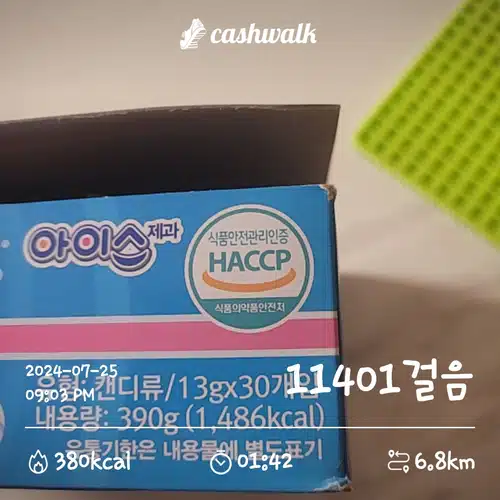 cashwalk
아이스제과
식품안전관리인증
HACCP
식품의약품안전처
2024-07-25
09:03 PM
11401걸음
유형: 캔디류/13gx30개입
내용량: 390g (1,486kcal)
유통기한은 내용물에 별도표기
380kcal
01:42
6.8km